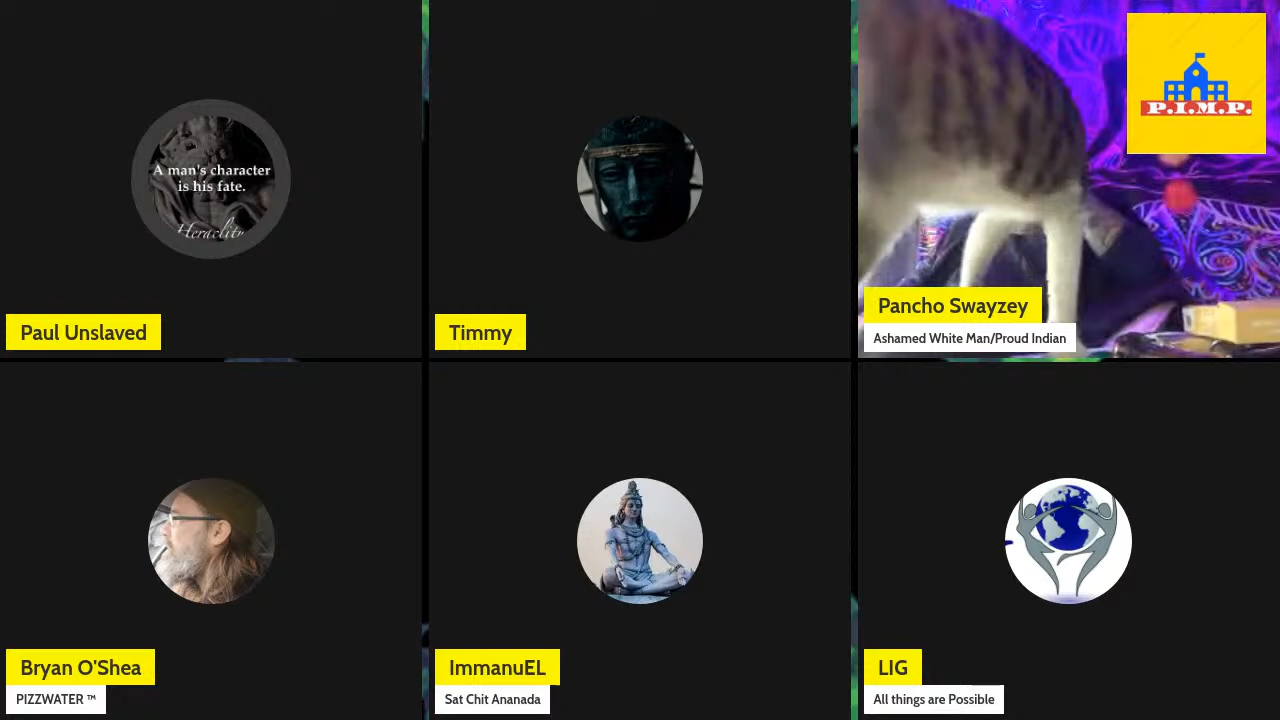 A man's character
is his fate.
Heraclitu
Paul Unslaved
Timmy
P.I.M.P.
Pancho Swayzey
Ashamed White Man/Proud Indian
Bryan O'Shea
PIZZWATER ™
ImmanuEL
Sat Chit Ananada
LIG
All things are Possible